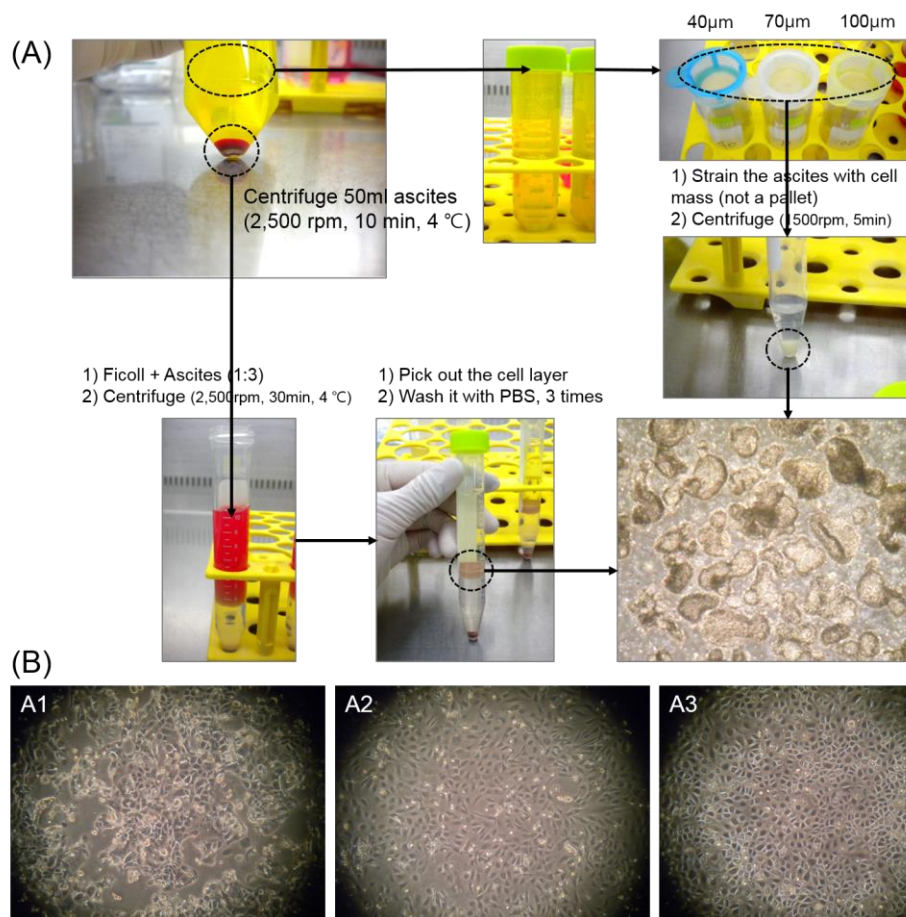 (A)
40µm 70µm 100µm
Centrifuge 50ml ascites
(2,500 rpm, 10 min, 4 ℃)
1) Strain the ascites with cell
mass (not a pallet)
2) Centrifuge (1500rpm, 5min)
1) Ficoll + Ascites (1:3)
2) Centrifuge (2,500rpm, 30min, 4 ℃)
1) Pick out the cell layer
2) Wash it with PBS, 3 times
(B)
A1
A2
A3